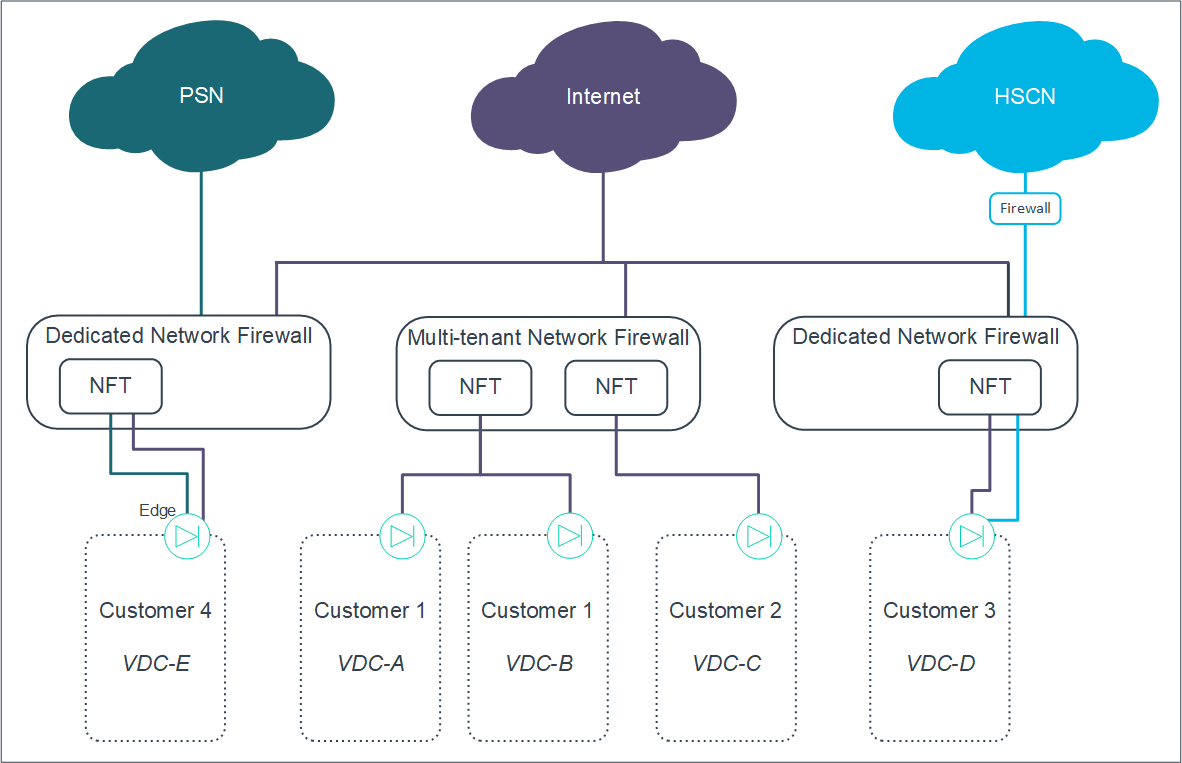 PSN
Internet
HSCN
Firewall
Dedicated Network Firewall
Multi-tenant Network Firewall
Dedicated Network Firewall
NFT
NFT
NFT
NFT
Edge
Customer 4
Customer 1
Customer 1
Customer 2
Customer 3
VDC-E
VDC-A
VDC-B
VDC-C
VDC-D